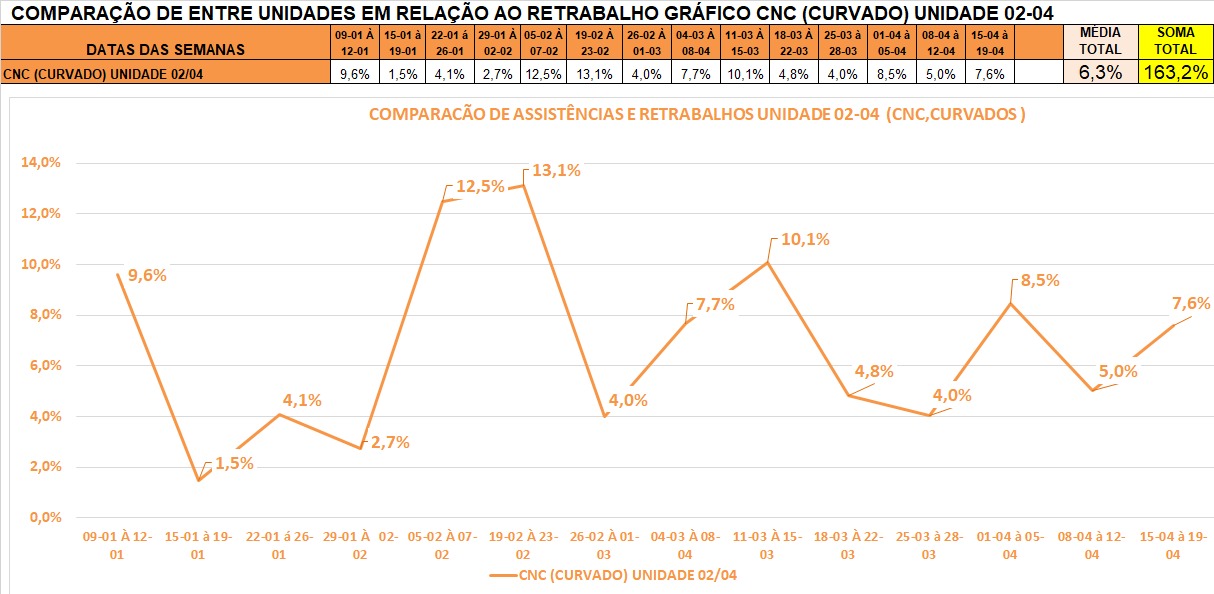 COMPARAÇÃO DE ENTRE UNIDADES EM RELAÇÃO AO RETRABALHO GRÁFICO CNC (CURVADO) UNIDADE 02-04
DATAS DAS SEMANAS 09-01 À 12-01 15-01 à 19-01 22-01 á 26-01 29-01 À 02-02 05-02 À 07-02 19-02 À 23-02 26-02 À 01-03 04-03 À 08-04 11-03 À 15-03 18-03 À 22-03 25-03 à 28-03 01-04 à 05-04 08-04 à 12-04 15-04 à 19-04 MÉDIA TOTAL SOMA TOTAL
CNC (CURVADO) UNIDADE 02/04 9,6% 1,5% 4,1% 2,7% 12,5% 13,1% 4,0% 7,7% 10,1% 4,8% 4,0% 8,5% 5,0% 7,6% 6,3% 163,2%
COMPARACÃO DE ASSISTÊNCIAS E RETRABALHOS UNIDADE 02-04 (CNC,CURVADOS )
14,0%
12,0%
10,0%
8,0%
6,0%
4,0%
2,0%
0,0%
9,6%
1,5%
4,1%
2,7%
12,5%
13,1%
4,0%
7,7%
10,1%
4,8%
4,0%
8,5%
5,0%
7,6%
09-01 À 12-01
15-01 à 19-01
22-01 á 26-01
29-01 À 02-02
05-02 À 07-02
19-02 À 23-02
26-02 À 01-03
04-03 À 08-04
11-03 À 15-03
18-03 À 22-03
25-03 à 28-03
01-04 à 05-04
08-04 à 12-04
15-04 à 19-04
CNC (CURVADO) UNIDADE 02/04